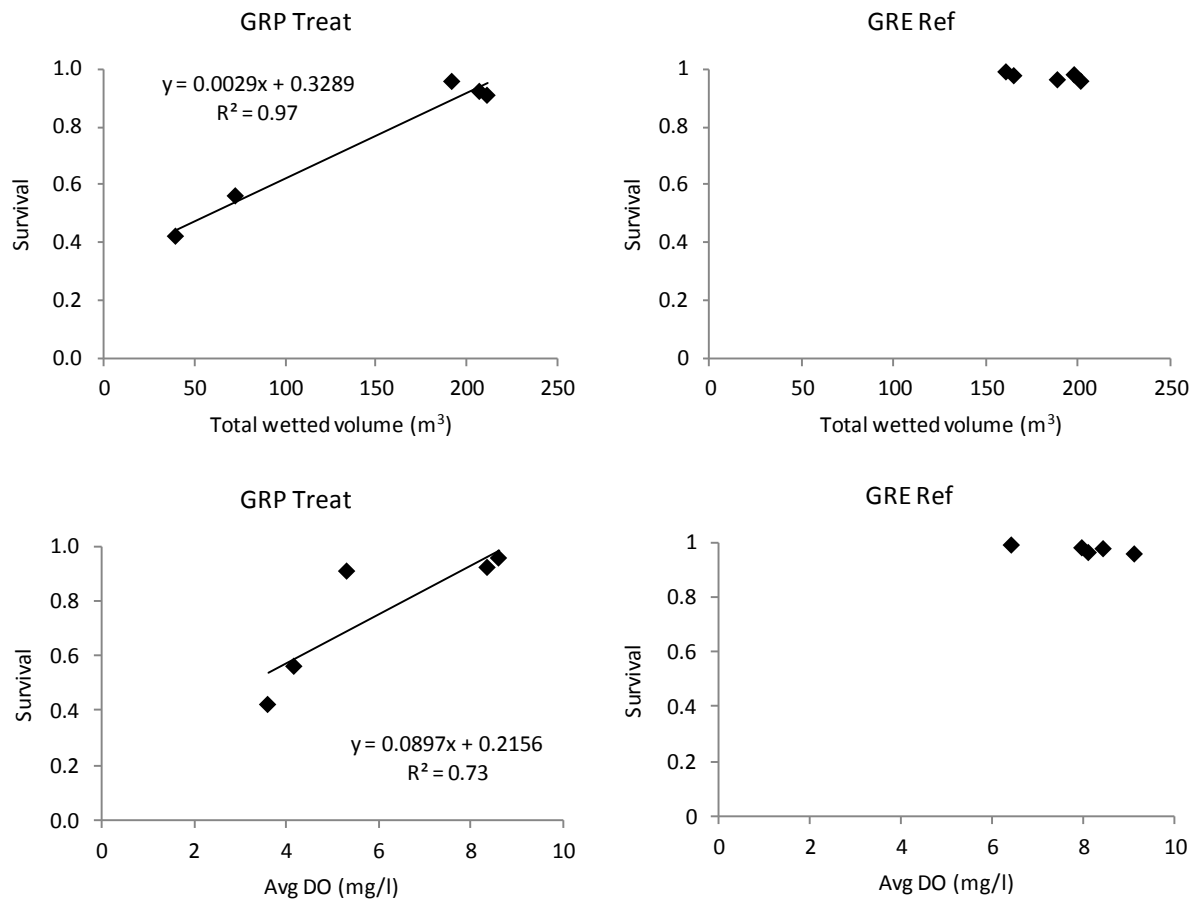 GRP Treat
y = 0.0029x + 0.3289
R² = 0.97
1.0
0.8
0.6
0.4
0.2
0.0
Survival
0 50 100 150 200 250
Total wetted volume (m³)
GRE Ref
1
0.8
0.6
0.4
0.2
0
Survival
0 50 100 150 200 250
Total wetted volume (m³)
GRP Treat
1.0
0.8
0.6
0.4
0.2
0.0
Survival
y = 0.0897x + 0.2156
R² = 0.73
0 2 4 6 8 10
Avg DO (mg/l)
GRE Ref
1
0.8
0.6
0.4
0.2
0
Survival
0 2 4 6 8 10
Avg DO (mg/l)